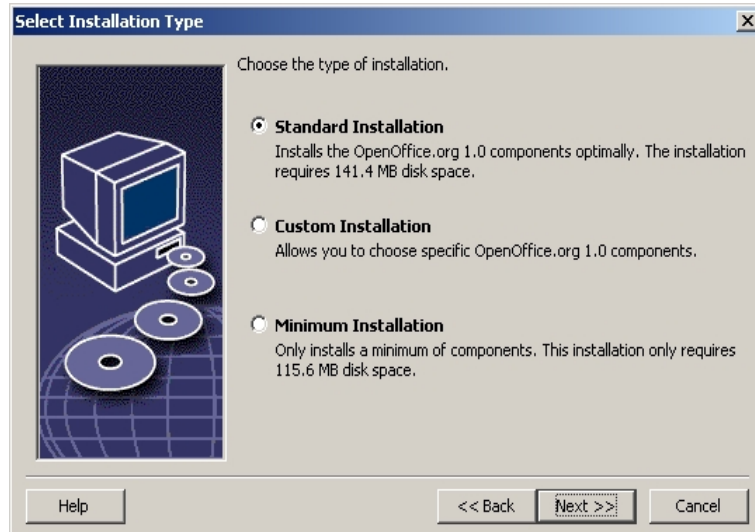 Select Installation Type
Choose the type of installation.
Standard Installation
Installs the OpenOffice.org 1.0 components optimally. The installation
requires 141.4 MB disk space.
Custom Installation
Allows you to choose specific OpenOffice.org 1.0 components.
Minimum Installation
Only installs a minimum of components. This installation only requires
115.6 MB disk space.
Help
<< Back
Next >>
Cancel